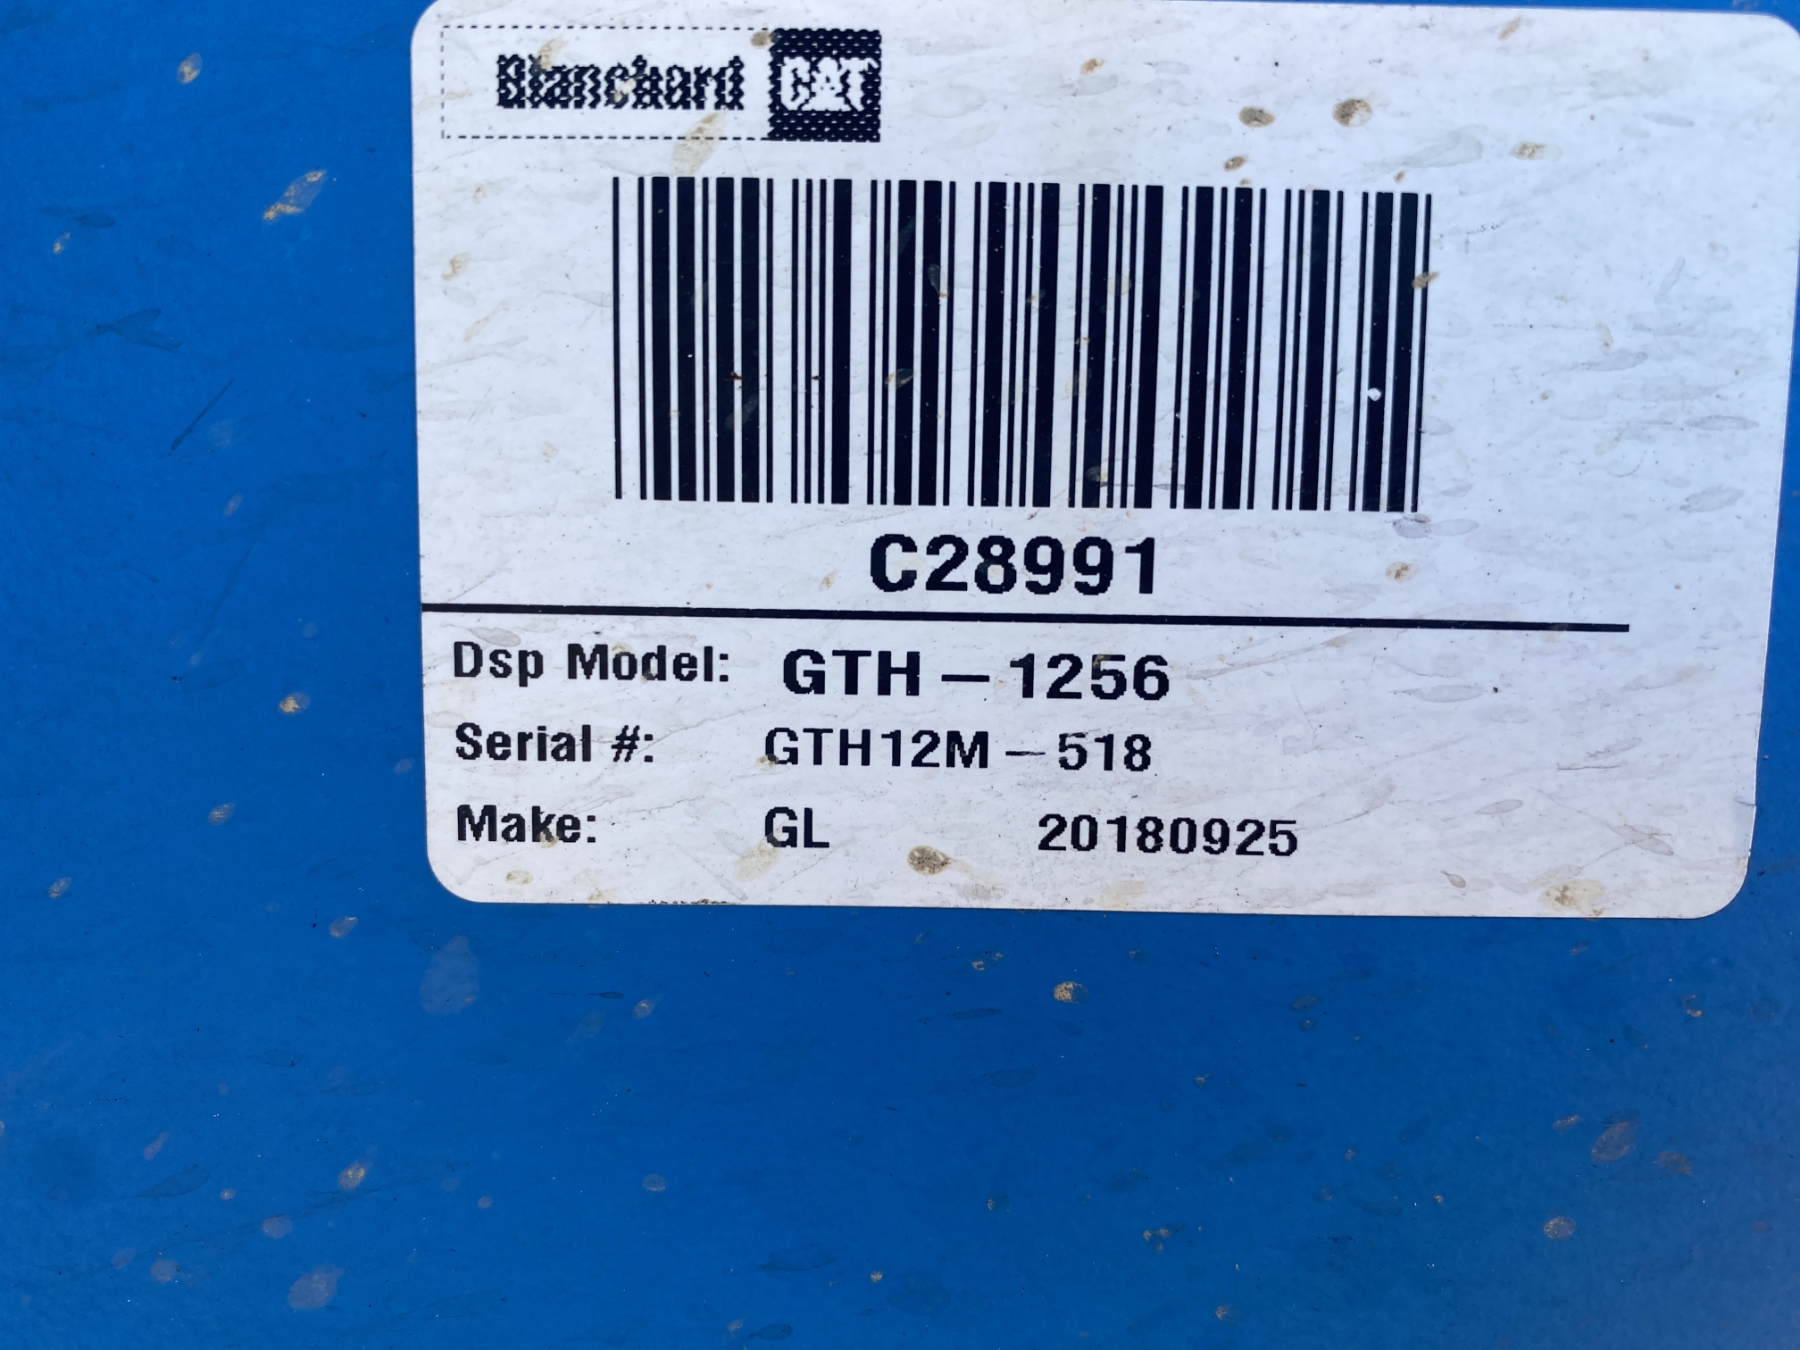 Blanchard CAT
C28991
Dsp Model: GTH-1256
Serial #: GTH12M-518
Make: GL 20180925